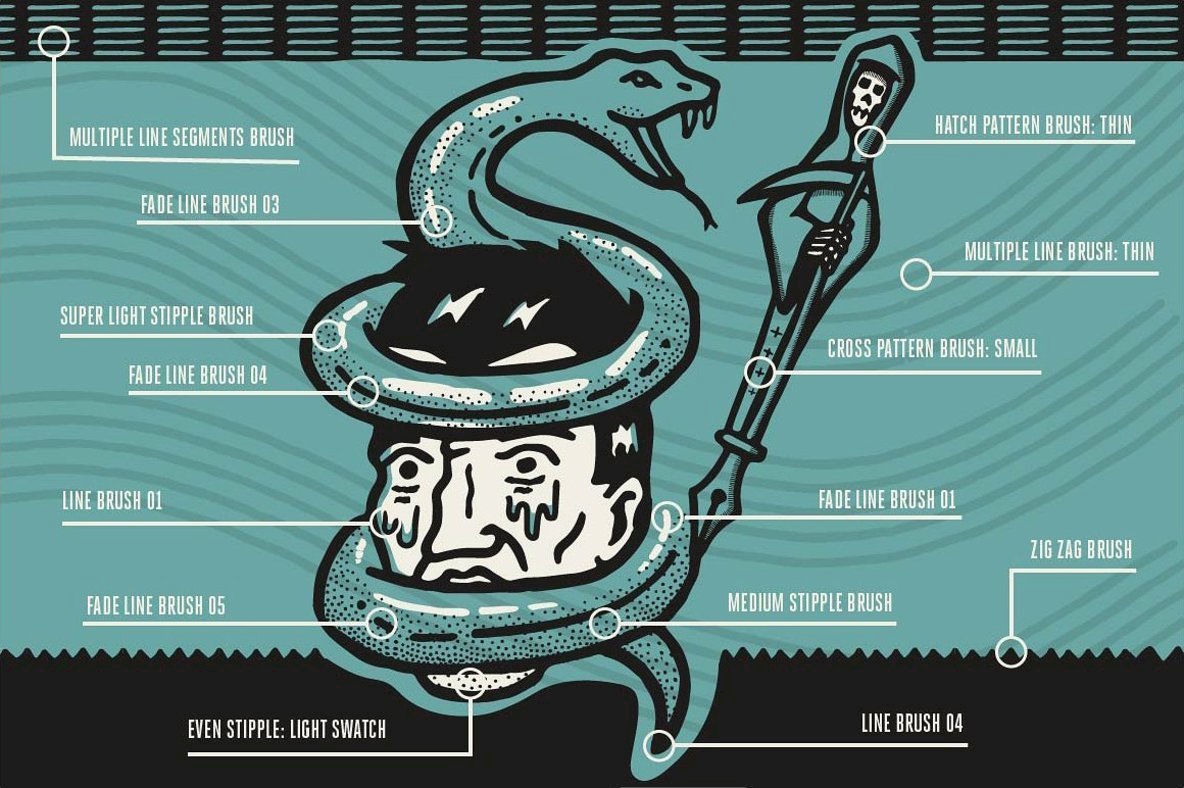 MULTIPLE LINE SEGMENTS BRUSH
HATCH PATTERN BRUSH: THIN
FADE LINE BRUSH 03
MULTIPLE LINE BRUSH: THIN
SUPER LIGHT STIPPLE BRUSH
CROSS PATTERN BRUSH: SMALL
FADE LINE BRUSH 04
LINE BRUSH 01
FADE LINE BRUSH 01
ZIG ZAG BRUSH
FADE LINE BRUSH 05
MEDIUM STIPPLE BRUSH
EVEN STIPPLE: LIGHT SWATCH
LINE BRUSH 04